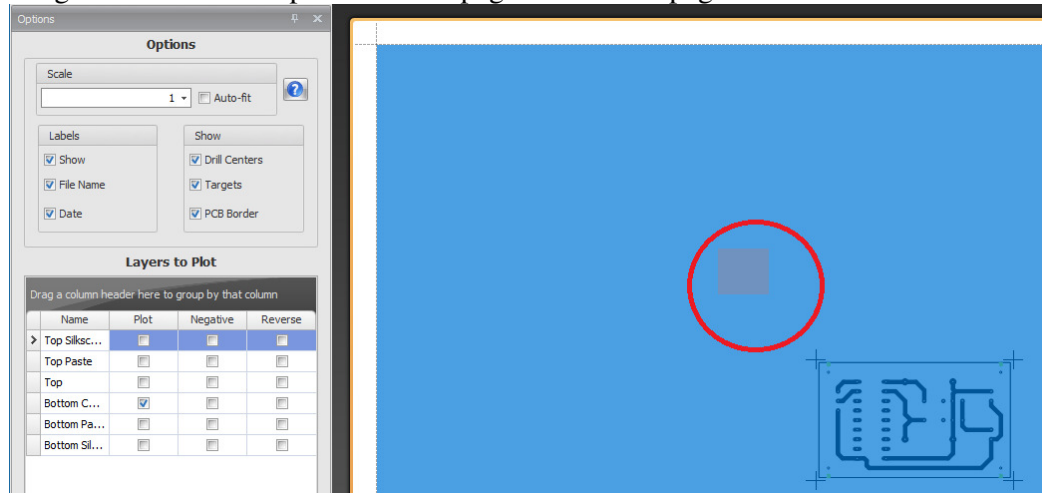 Options
Options
Scale
1
Auto-fit
Labels
Show
Show
Drill Centers
File Name
Targets
Date
PCB Border
Layers to Plot
Drag a column header here to group by that column
Name Plot Negative Reverse
Top Silksc...
Top Paste
Top
Bottom C...
Bottom Pa...
Bottom Sil...